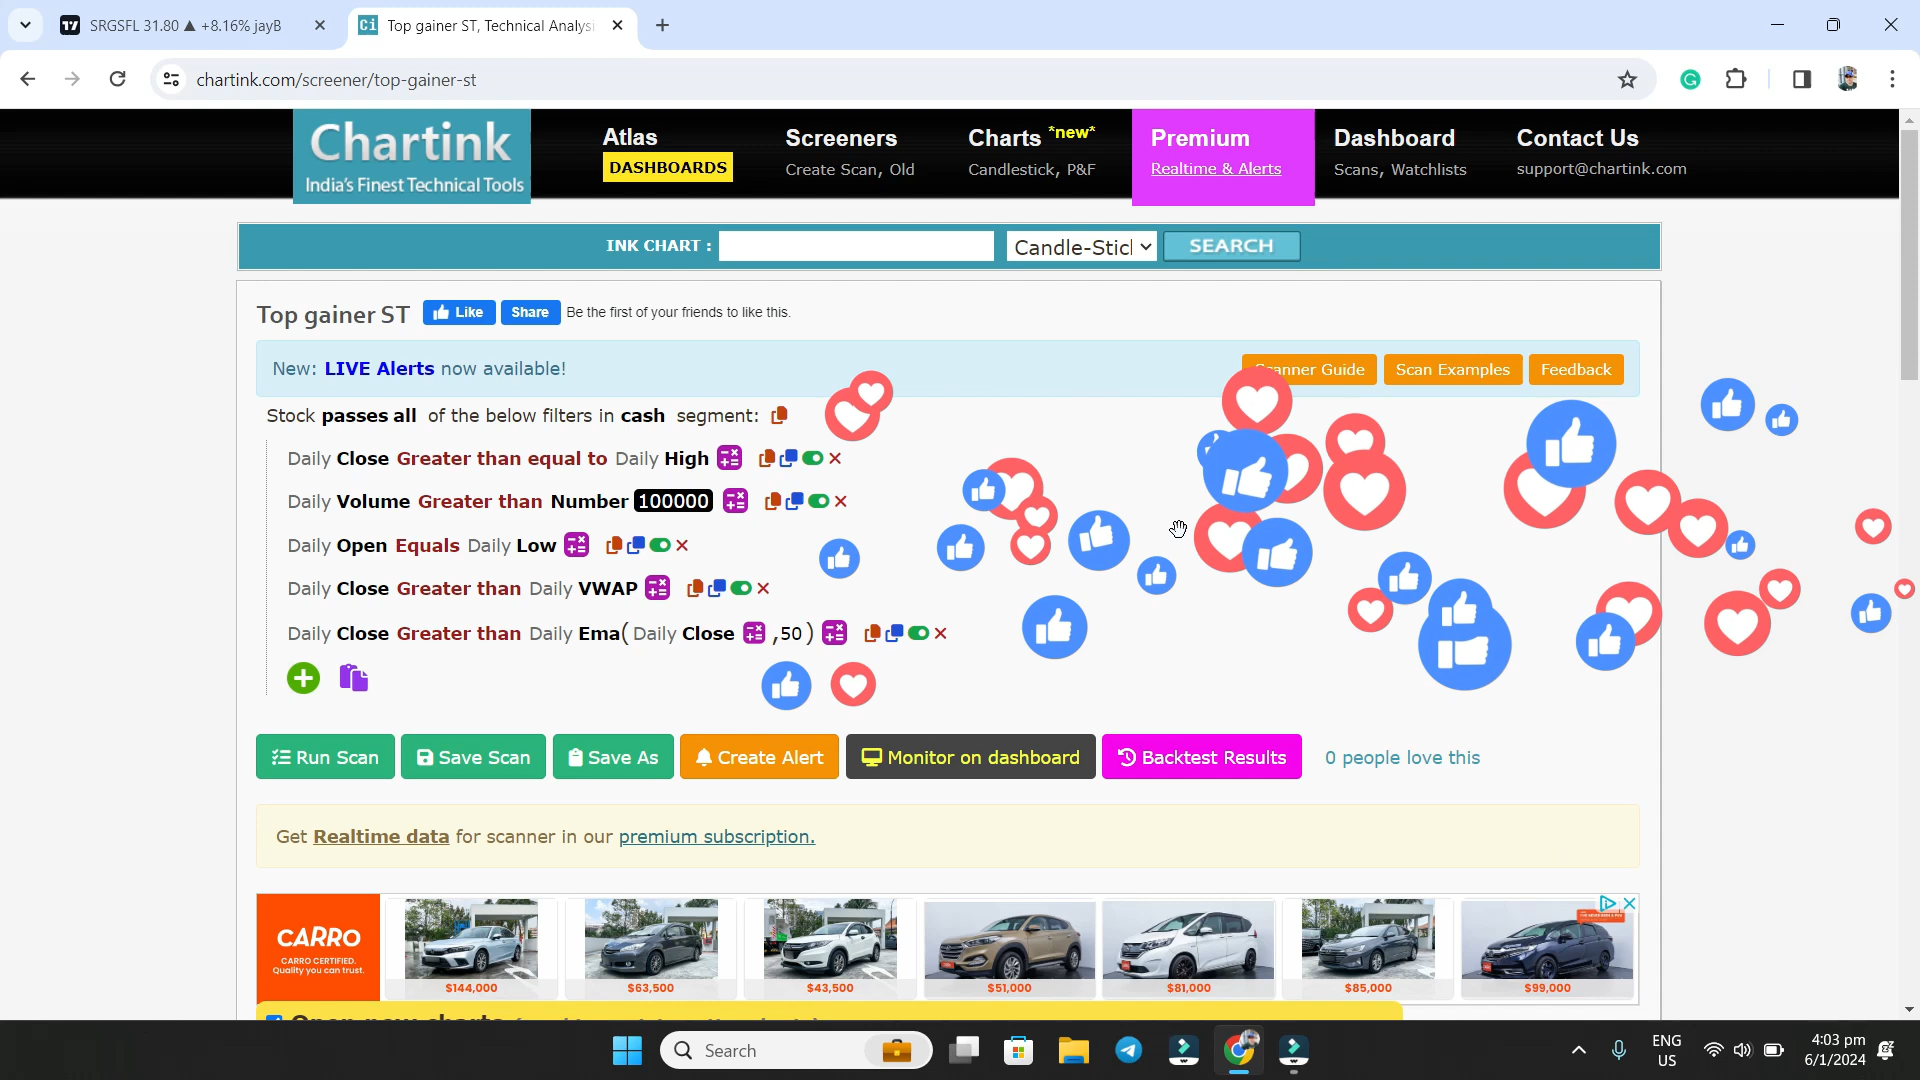 SRGSFL 31.80 ▲ +8.16% jayB
Top gainer ST, Technical Analysi
chartink.com/screener/top-gainer-st
Chartink
India's Finest Technical Tools
Atlas
DASHBOARDS
Screeners
Create Scan, Old
Charts *new*
Candlestick, P&F
Premium
Realtime & Alerts
Dashboard
Scans, Watchlists
Contact Us
support@chartink.com
INK CHART :
Candle-Sticl
SEARCH
Top gainer ST
Like
Share
Be the first of your friends to like this.
New: LIVE Alerts now available!
Scanner Guide
Scan Examples
Feedback
Stock passes all of the below filters in cash segment:
Daily Close Greater than equal to Daily High
Daily Volume Greater than Number 100000
Daily Open Equals Daily Low
Daily Close Greater than Daily VWAP
Daily Close Greater than Daily Ema( Daily Close ,50 )
Run Scan
Save Scan
Save As
Create Alert
Monitor on dashboard
Backtest Results
0 people love this
Get Realtime data for scanner in our premium subscription.
CARRO
CARRO CERTIFIED.
Quality you can trust.
$144,000
$63,500
$43,500
$51,000
$81,000
$85,000
$99,000
Search
ENG
US
4:03 pm
6/1/2024